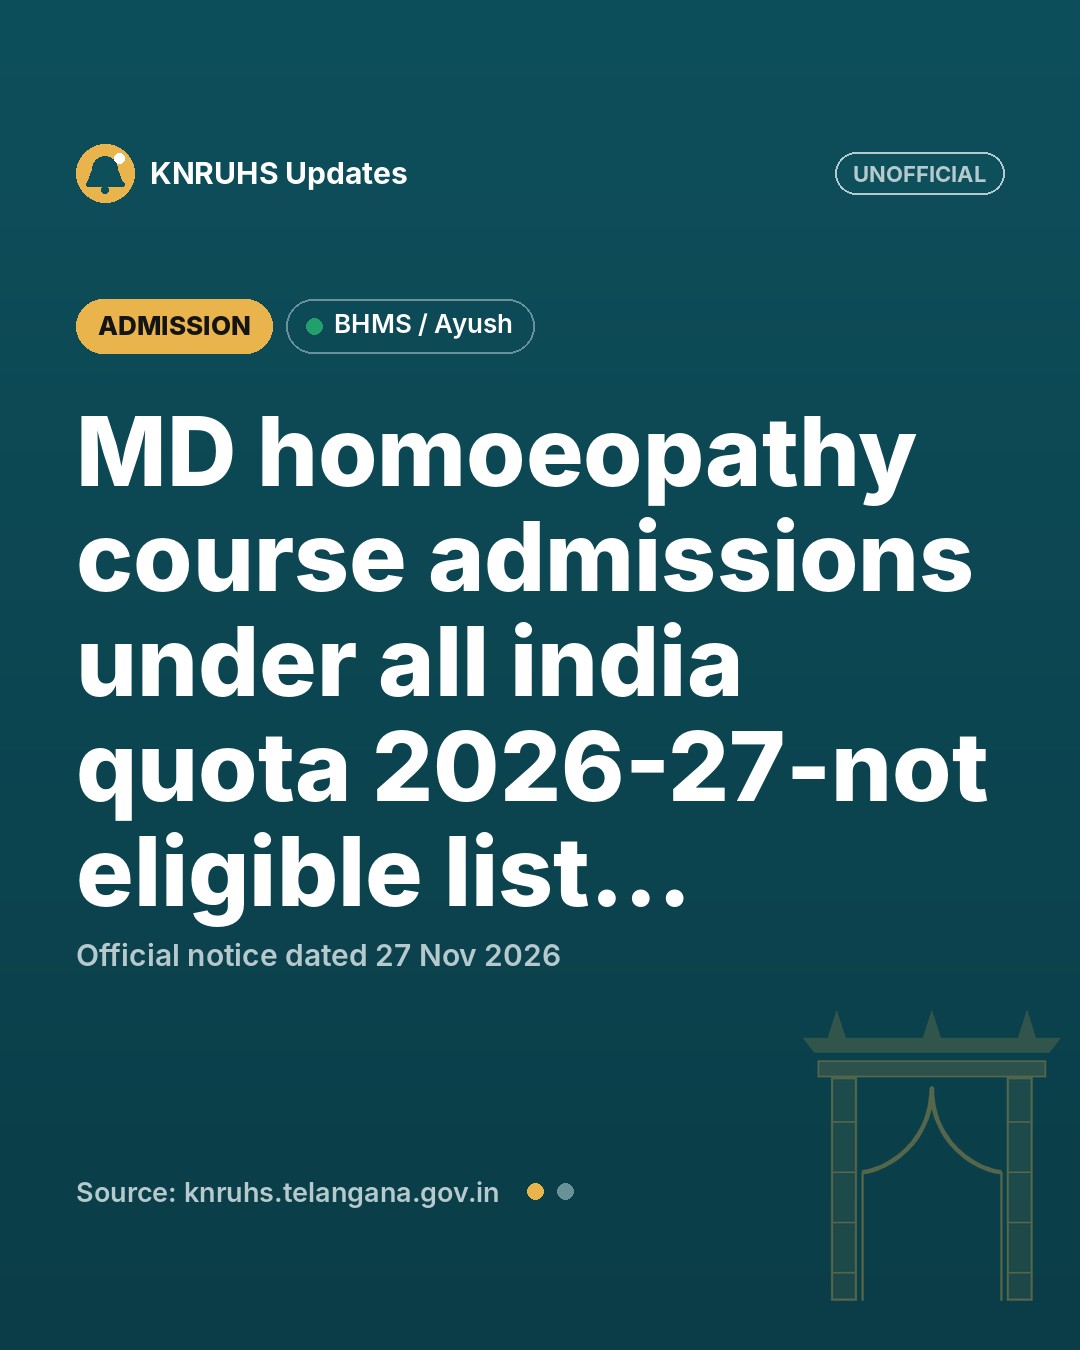 KNRUHS Updates
UNOFFICIAL
ADMISSION
BHMS / Ayush
MD homoeopathy
course admissions
under all india
quota 2026-27-not
eligible list...
Official notice dated 27 Nov 2026
Source: knruhs.telangana.gov.in